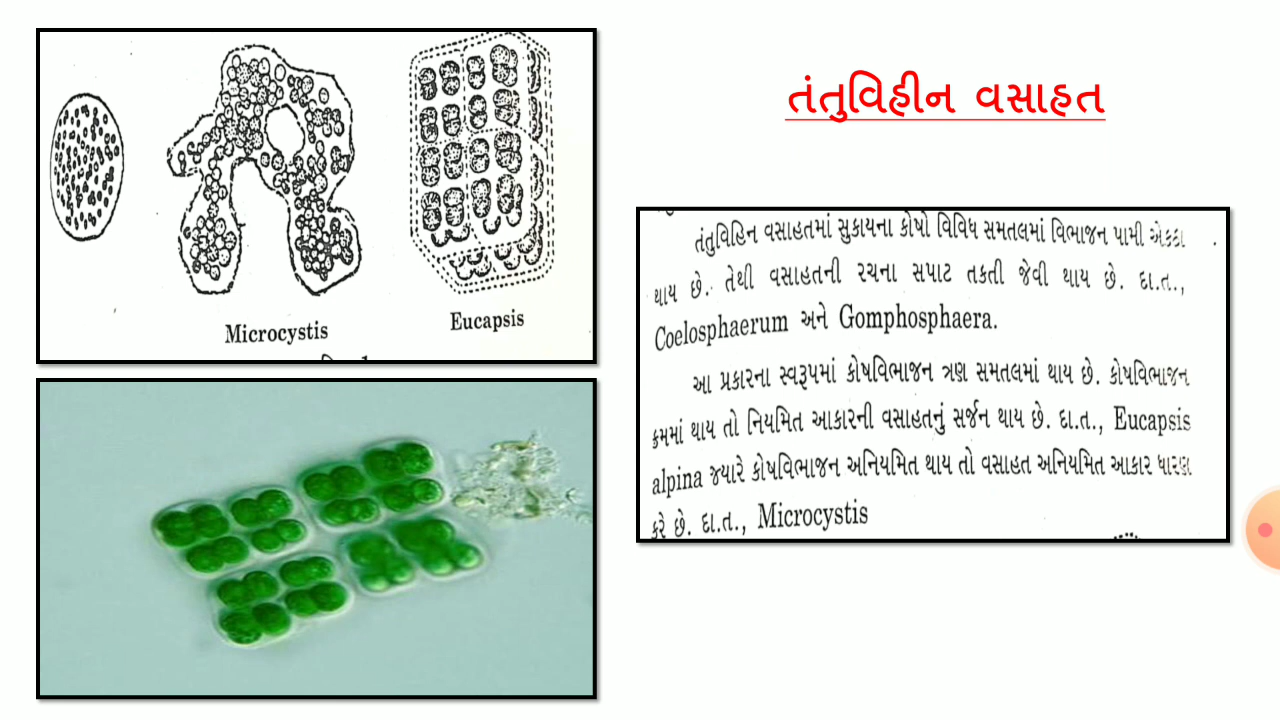 તંતુવિહીન વસાહત
Microcystis
Eucapsis
તંતુવિહિન વસાહતમાં સુકાયના કોષો વિવિધ સમતલમાં વિભાજન પામી એકઠા
થાય છે. તેથી વસાહતની રચના સપાટ તકતી જેવી થાય છે. દા.ત.,
Coelosphaerum અને Gomphosphaera.
આ પ્રકારના સ્વરૂપમાં કોષવિભાજન ત્રણ સમતલમાં થાય છે. કોષવિભાજન
ક્રમમાં થાય તો નિયમિત આકારની વસાહતનું સર્જન થાય છે. દા.ત., Eucapsis
alpina જ્યારે કોષવિભાજન અનિયમિત થાય તો વસાહત અનિયમિત આકાર ધારણ
કરે છે. દા.ત., Microcystis